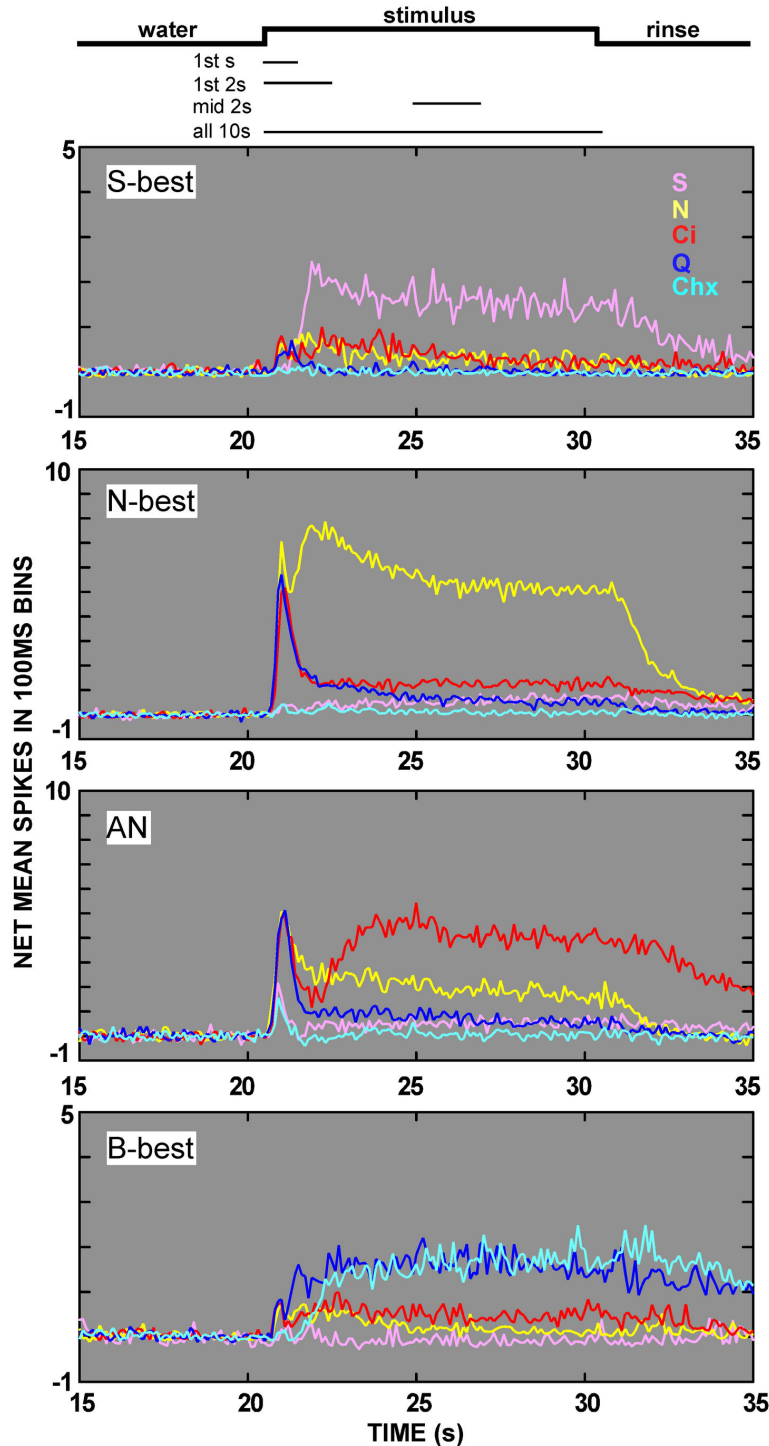 stimulus
water rinse
1st s
1st 2s
mid 2s
all 10s
5
S-best
S
N
Ci
Q
Chx
-1
15 20 25 30 35
10
N-best
-1
15 20 25 30 35
10
AN
-1
15 20 25 30 35
5
B-best
-1
15 20 25 30 35
TIME (s)
NET MEAN SPIKES IN 100MS BINS